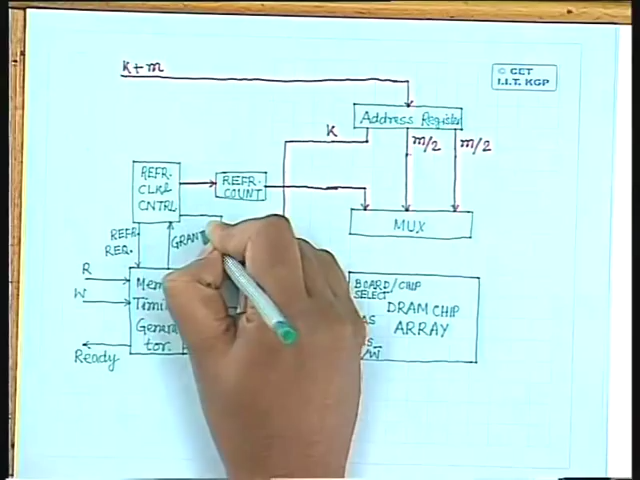 K+m
© CET
I.I.T. KGP
Address Register
K
m/2
m/2
REFR.
CLK
CNTRL
REFR.
COUNT
MUX
REFR.
REQ.
GRANT
R
W
Ready
BOARD/CHIP
SELECT
DRAM CHIP
ARRAY